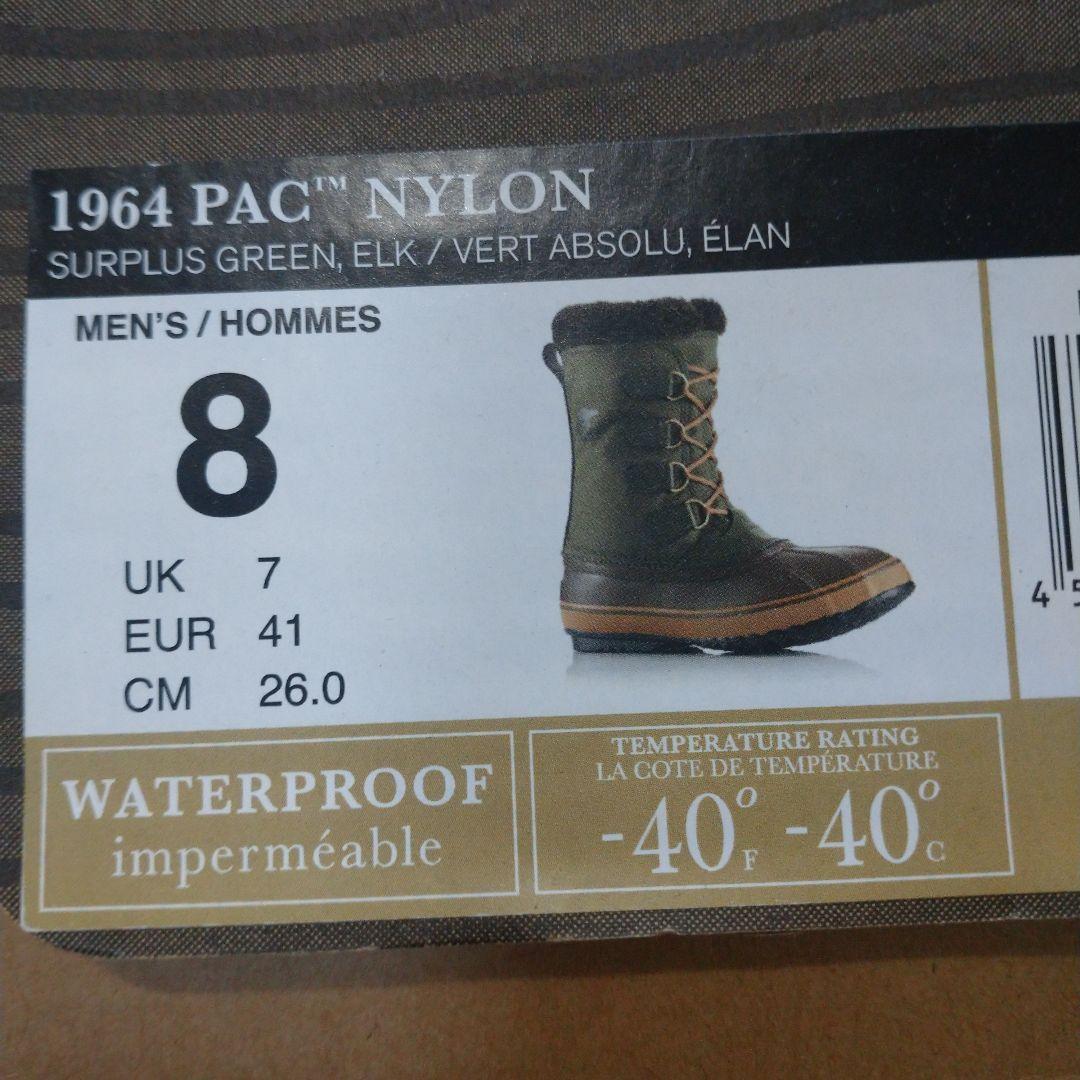 1964 PAC™ NYLON
SURPLUS GREEN, ELK / VERT ABSOLU, ÉLAN
MEN'S / HOMMES
8
UK 7
EUR 41
CM 26.0
4
WATERPROOF
imperméable
TEMPERATURE RATING
LA COTE DE TEMPÉRATURE
-40°F -40°C